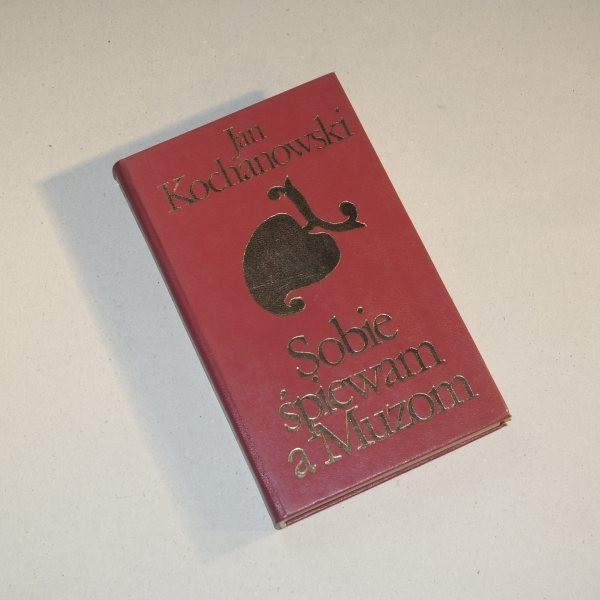 Jan
Kochanowski
Sobie
śpiewam
a Muzom